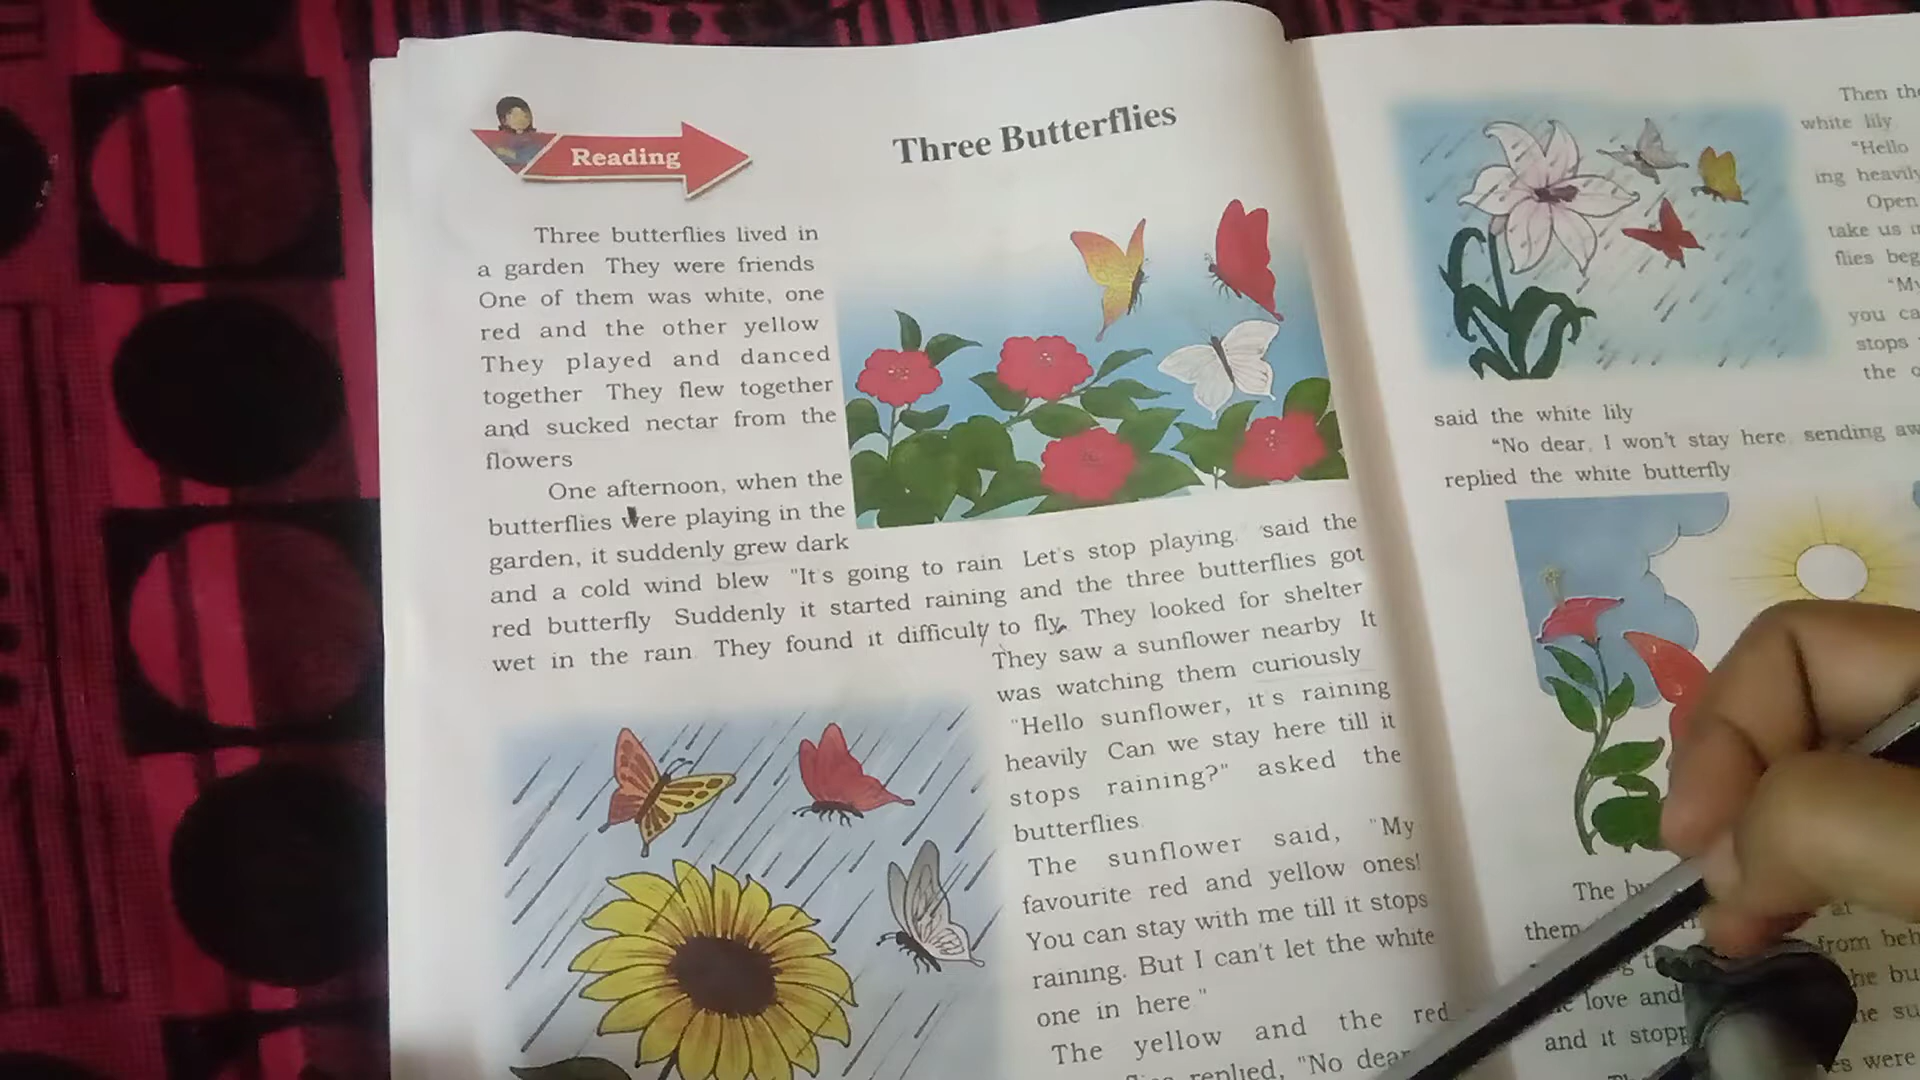 Reading
Three Butterflies
Three butterflies lived in
a garden They were friends
One of them was white, one
red and the other yellow
They played and danced
together They flew together
and sucked nectar from the
flowers
One afternoon, when the
butterflies were playing in the
garden, it suddenly grew dark
and a cold wind blew "It's going to rain Let's stop playing, said the
red butterfly Suddenly it started raining and the three butterflies got
wet in the rain They found it difficulty to fly. They looked for shelter
They saw a sunflower nearby It
was watching them curiously
"Hello sunflower, it's raining
heavily Can we stay here till it
stops raining?" asked the
butterflies.
The sunflower said, "My
favourite red and yellow ones!
You can stay with me till it stops
raining. But I can't let the white
one in here"
The yellow and the red
replied, "No dear
Then the
white lily
"Hello
ing heavily
Open
take us
flies
"My
you
stops
the
said the white lily
"No dear, I won't stay here, sending
replied the white butterfly
The
them
from
love and
the
and it
were